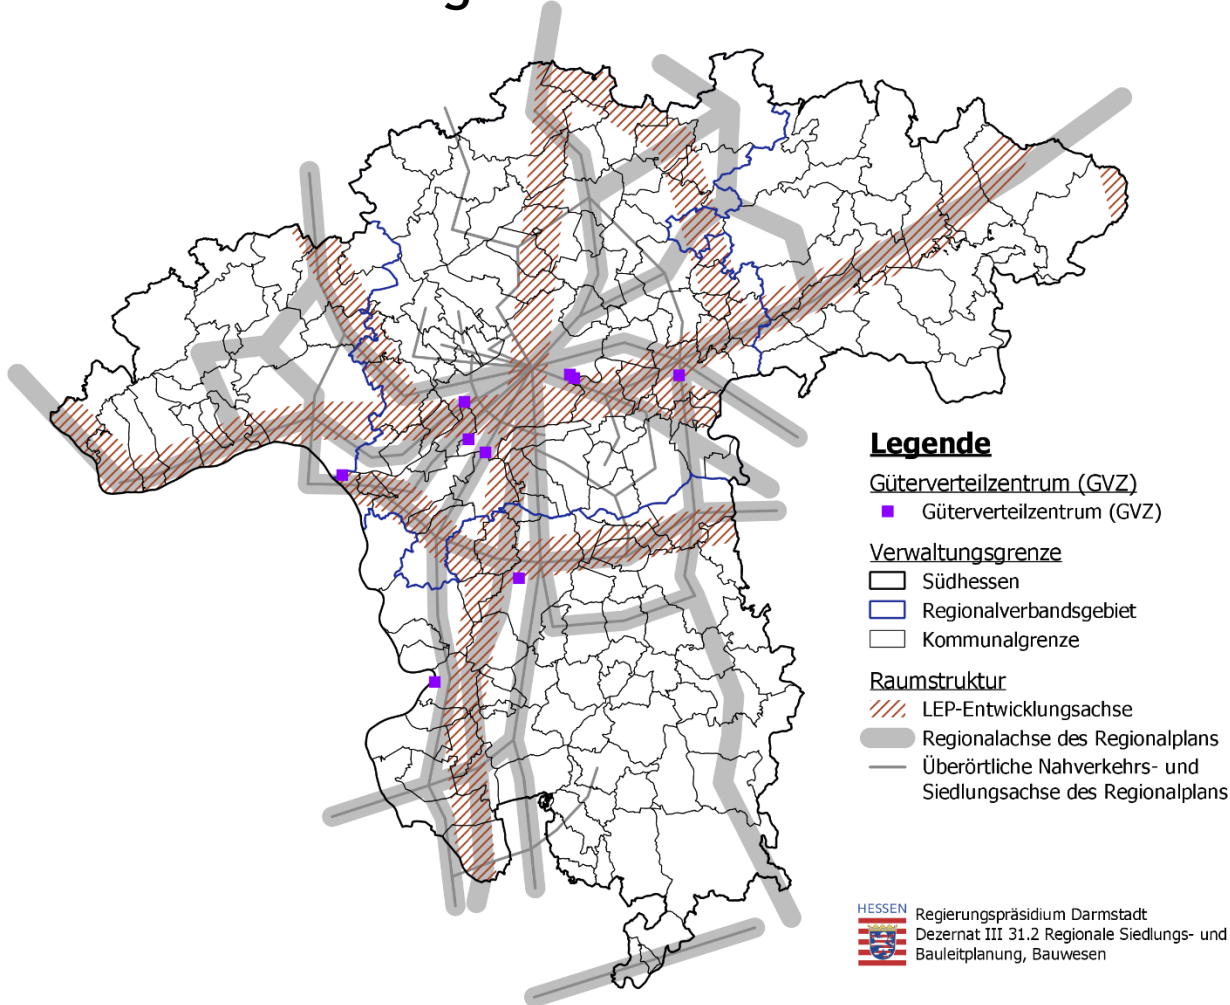 Legende
Güterverteilzentrum (GVZ)
Güterverteilzentrum (GVZ)
Verwaltungsgrenze
Südhessen
Regionalverbandsgebiet
Kommunalgrenze
Raumstruktur
LEP-Entwicklungsachse
Regionalachse des Regionalplans
Überörtliche Nahverkehrs- und
Siedlungsachse des Regionalplans
HESSEN
Regierungspräsidium Darmstadt
Dezernat III 31.2 Regionale Siedlungs- und
Bauleitplanung, Bauwesen